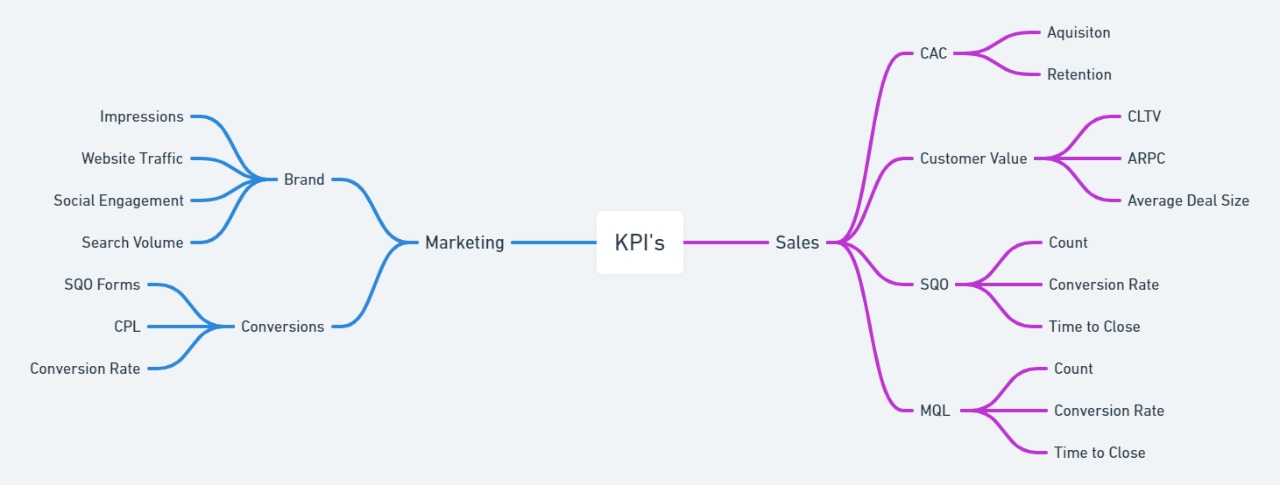 KPI's
Marketing
Brand
Impressions
Website Traffic
Social Engagement
Search Volume
Conversions
SQO Forms
CPL
Conversion Rate
Sales
CAC
Aquisiton
Retention
Customer Value
CLTV
ARPC
Average Deal Size
SQO
Count
Conversion Rate
Time to Close
MQL
Count
Conversion Rate
Time to Close